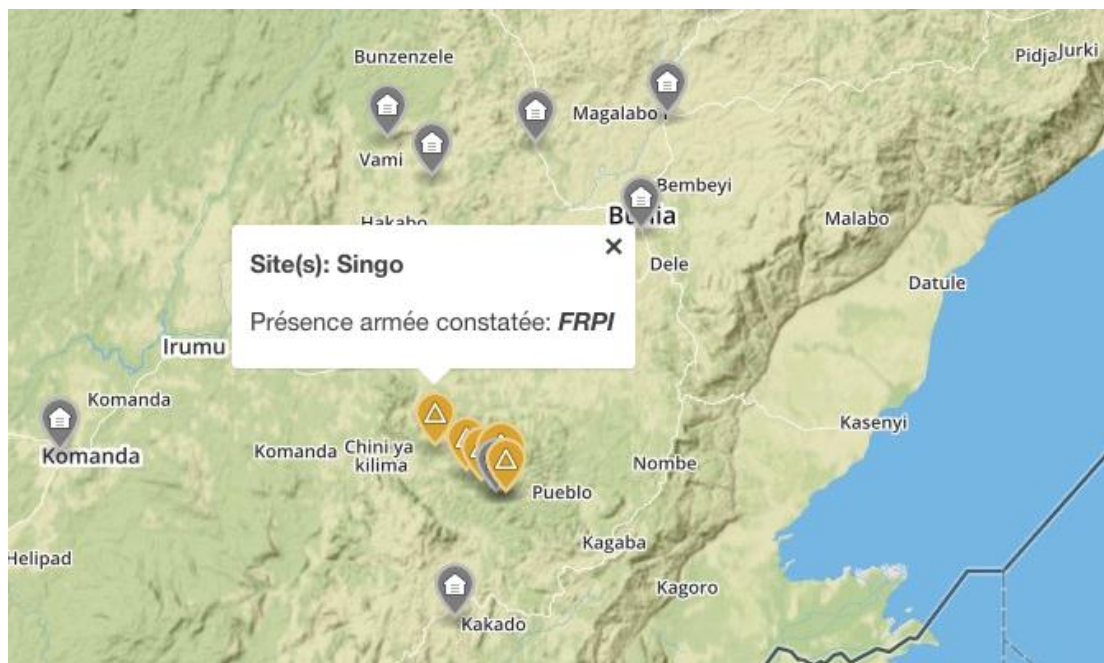 Bunzenzele
Pidja
Jurki
Magalabo
Vami
Bembeyi
Hakabo
Malabo
Site(s): Singo
Dele
Datule
Présence armée constatée: FRPI
Irumu
Komanda
Kasenyi
Komanda
Komanda
Chini ya
kilima
Nombe
Pueblo
Kagaba
Helipad
Kagoro
Kakado